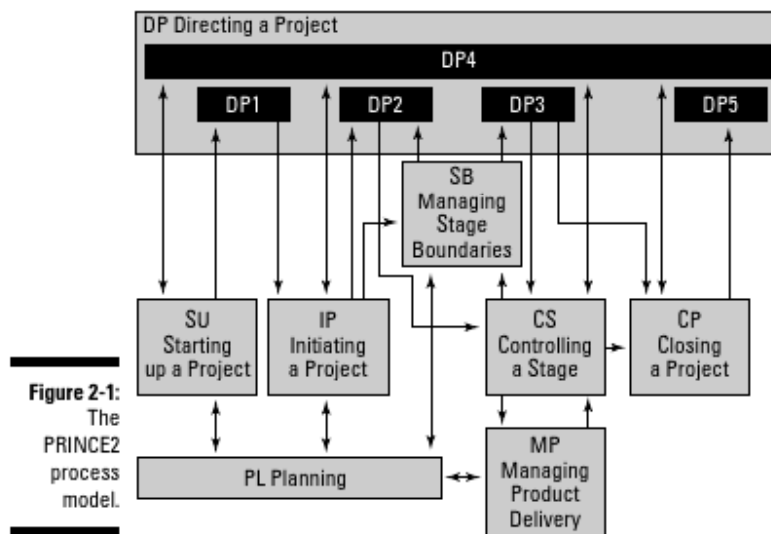 DP Directing a Project
DP4
DP1
DP2
DP3
DP5
SB
Managing
Stage
Boundaries
SU
Starting
up a Project
IP
Initiating
a Project
CS
Controlling
a Stage
CP
Closing
a Project
Figure 2-1:
The
PRINCE2
process
model.
PL Planning
MP
Managing
Product
Delivery